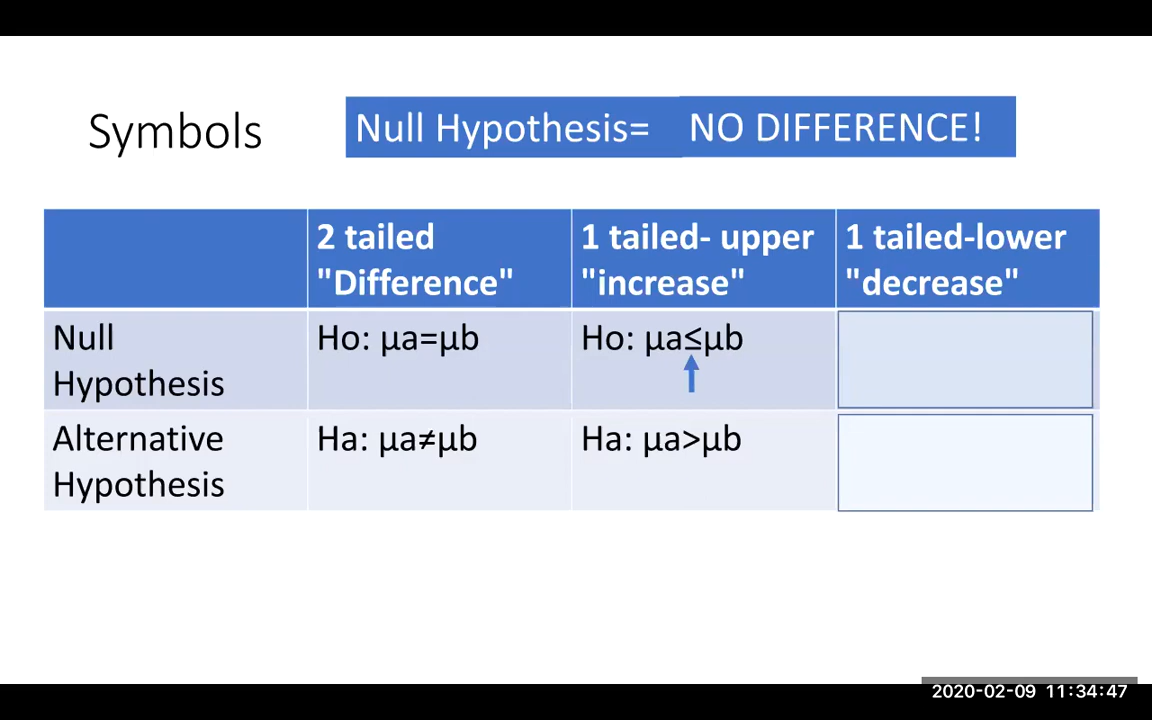 Symbols
Null Hypothesis= NO DIFFERENCE!
2 tailed
"Difference"
1 tailed- upper
"increase"
1 tailed-lower
"decrease"
Null
Hypothesis
Ho: µa=µb
Ho: µa≤µb
Alternative
Hypothesis
Ha: µa≠µb
Ha: µa>µb
2020-02-09 11:34:47